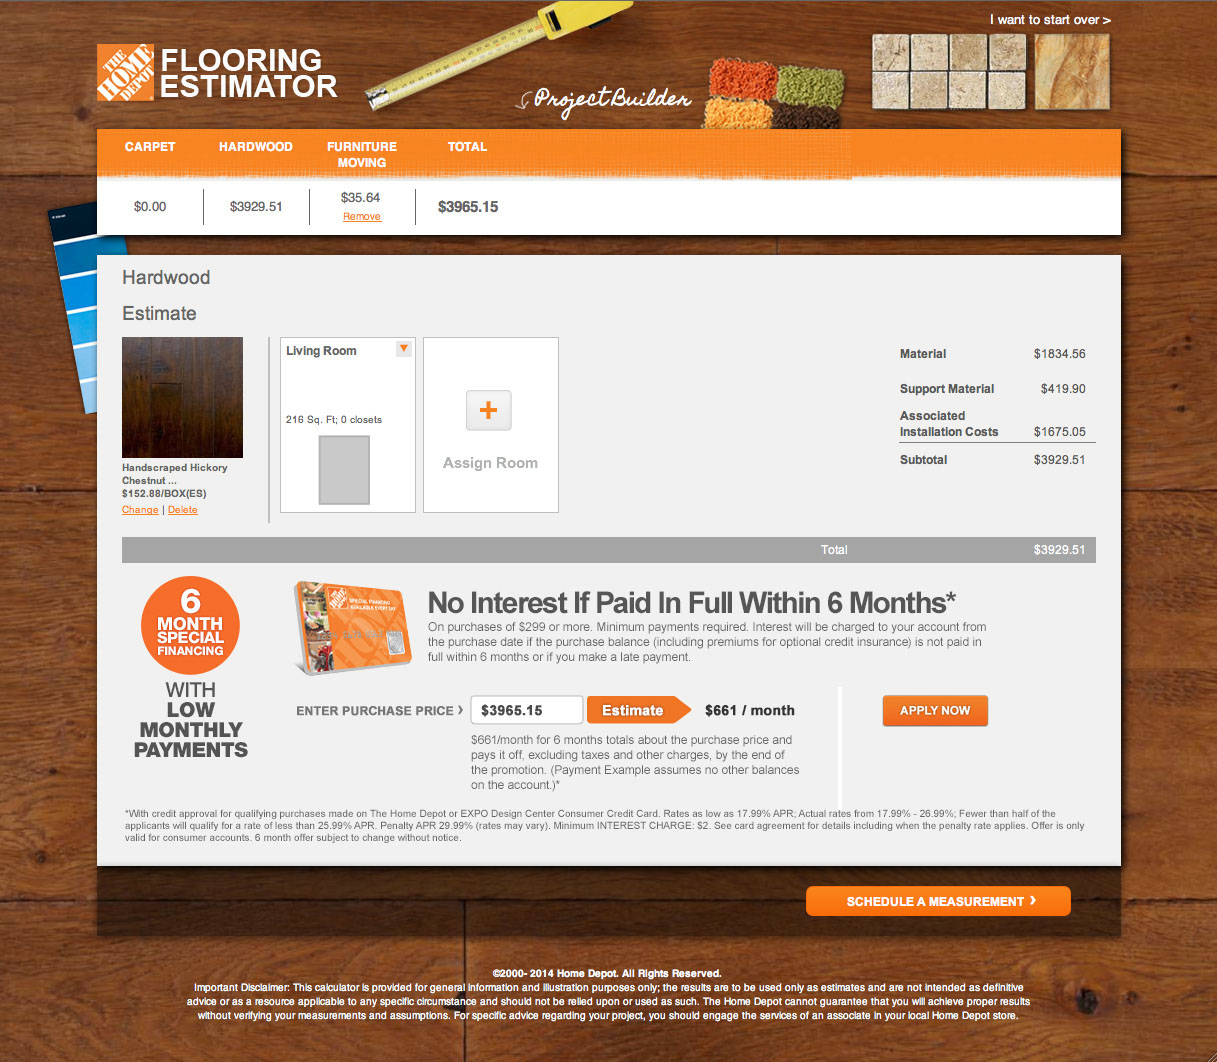 I want to start over >
THE HOME DEPOT
FLOORING
ESTIMATOR
ProjectBuilder
CARPET HARDWOOD FURNITURE MOVING TOTAL
$0.00 $3929.51 $35.64 $3965.15
Remove
Hardwood
Estimate
Living Room
216 Sq. Ft; 0 closets
Assign Room
Handscraped Hickory
Chestnut ...
$152.88/BOX(ES)
Change | Delete
Material $1834.56
Support Material $419.90
Associated
Installation Costs $1675.05
Subtotal $3929.51
Total $3929.51
6
MONTH
SPECIAL
FINANCING
WITH
LOW
MONTHLY
PAYMENTS
No Interest If Paid In Full Within 6 Months*
On purchases of $299 or more. Minimum payments required. Interest will be charged to your account from
the purchase date if the purchase balance (including premiums for optional credit insurance) is not paid in
full within 6 months or if you make a late payment.
ENTER PURCHASE PRICE › $3965.15 Estimate $661 / month APPLY NOW
$661/month for 6 months totals about the purchase price and
pays it off, excluding taxes and other charges, by the end of
the promotion. (Payment Example assumes no other balances
on the account.)*
*With credit approval for qualifying purchases made on The Home Depot or EXPO Design Center Consumer Credit Card. Rates as low as 17.99% APR; Actual rates from 17.99% - 26.99%; Fewer than half of the
applicants will qualify for a rate of less than 25.99% APR. Penalty APR 29.99% (rates may vary). Minimum INTEREST CHARGE: $2. See card agreement for details including when the penalty rate applies. Offer is only
valid for consumer accounts. 6 month offer subject to change without notice.
SCHEDULE A MEASUREMENT ›
©2000- 2014 Home Depot. All Rights Reserved.
Important Disclaimer: This calculator is provided for general information and illustration purposes only; the results are to be used only as estimates and are not intended as definitive
advice or as a resource applicable to any specific circumstance and should not be relied upon or used as such. The Home Depot cannot guarantee that you will achieve proper results
without verifying your measurements and assumptions. For specific advice regarding your project, you should engage the services of an associate in your local Home Depot store.